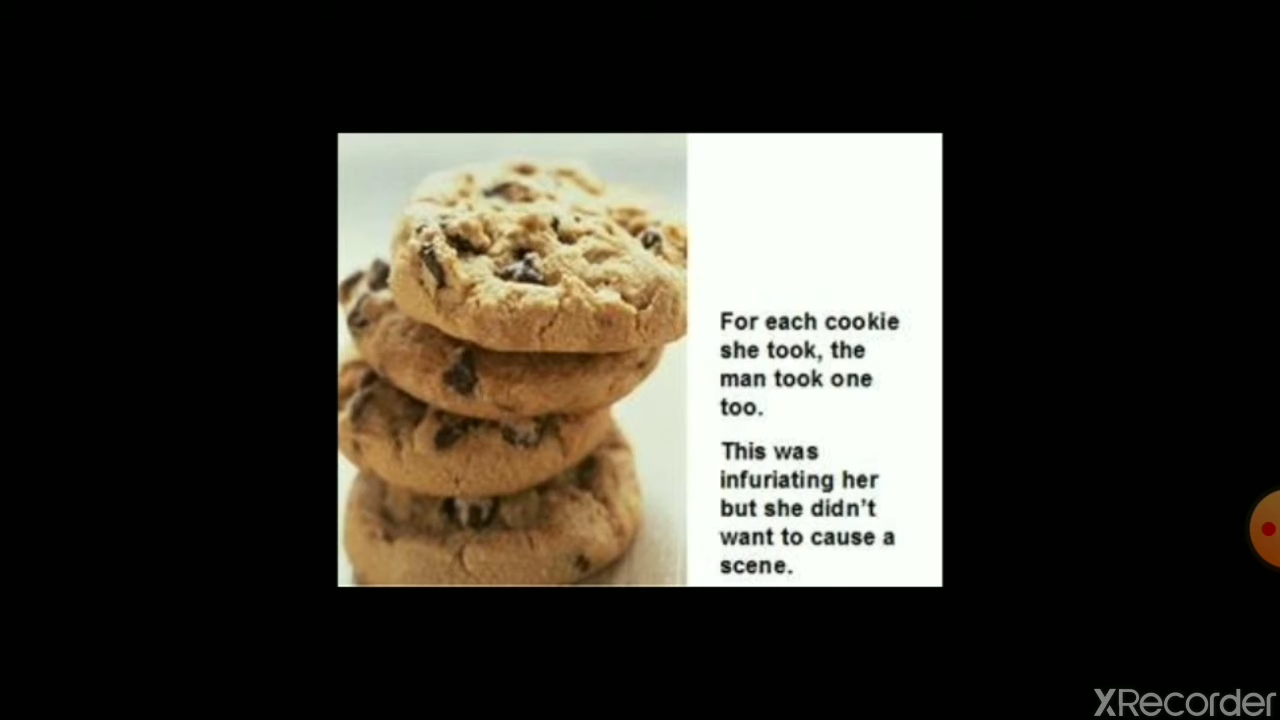 For each cookie
she took, the
man took one
too.
This was
infuriating her
but she didn't
want to cause a
scene.
XRecorder